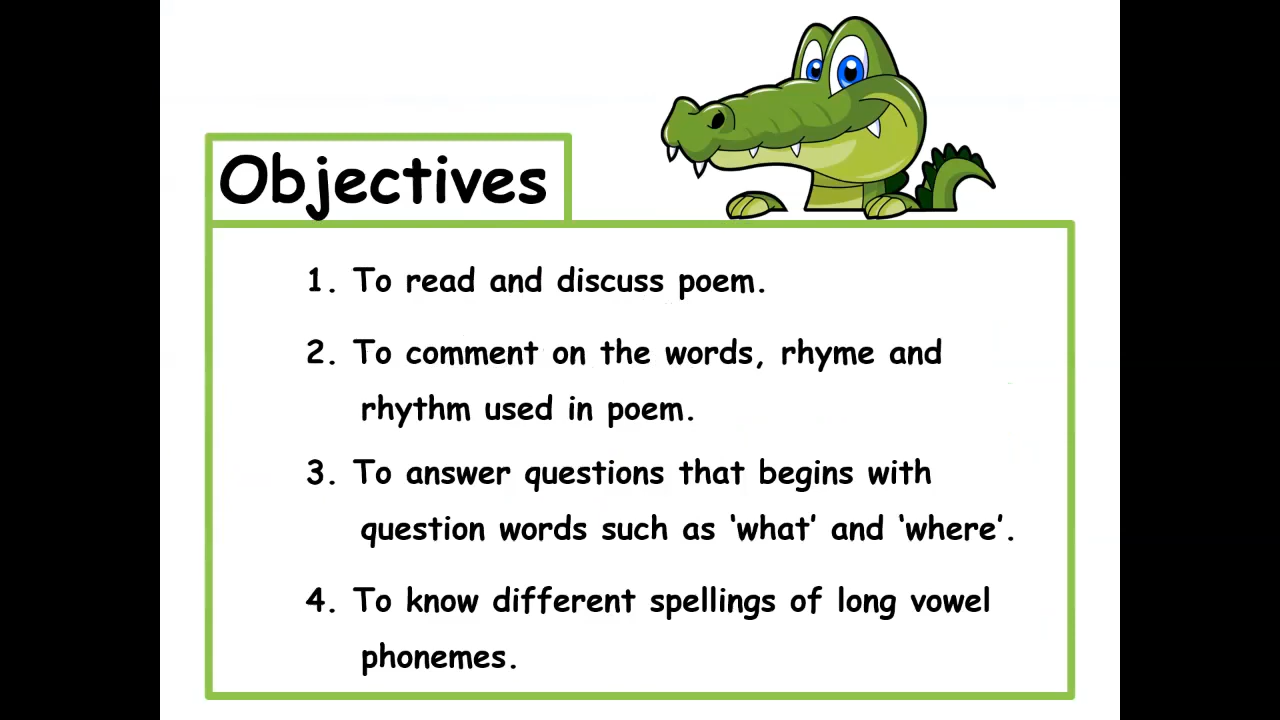 Objectives
1. To read and discuss poem.
2. To comment on the words, rhyme and
rhythm used in poem.
3. To answer questions that begins with
question words such as ‘what’ and ‘where’.
4. To know different spellings of long vowel
phonemes.